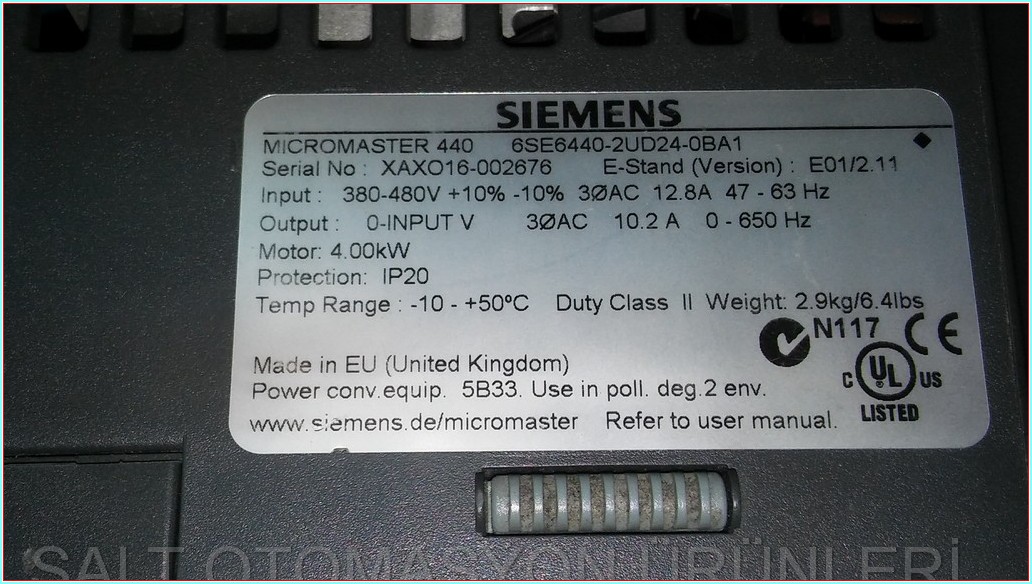 SIEMENS
MICROMASTER 440 6SE6440-2UD24-0BA1
Serial No : XAXO16-002676 E-Stand (Version) : E01/2.11
Input : 380-480V +10% -10% 3ØAC 12.8A 47 - 63 Hz
Output : 0-INPUT V 3ØAC 10.2 A 0 - 650 Hz
Motor: 4.00kW
Protection: IP20
Temp Range : -10 - +50ºC Duty Class II Weight: 2.9kg/6.4lbs
N117 CE
Made in EU (United Kingdom)
C UL US
Power conv.equip. 5B33. Use in poll. deg.2 env.
LISTED
www.siemens.de/micromaster Refer to user manual.
SALT OTOMASYON ÜRÜNLERİ